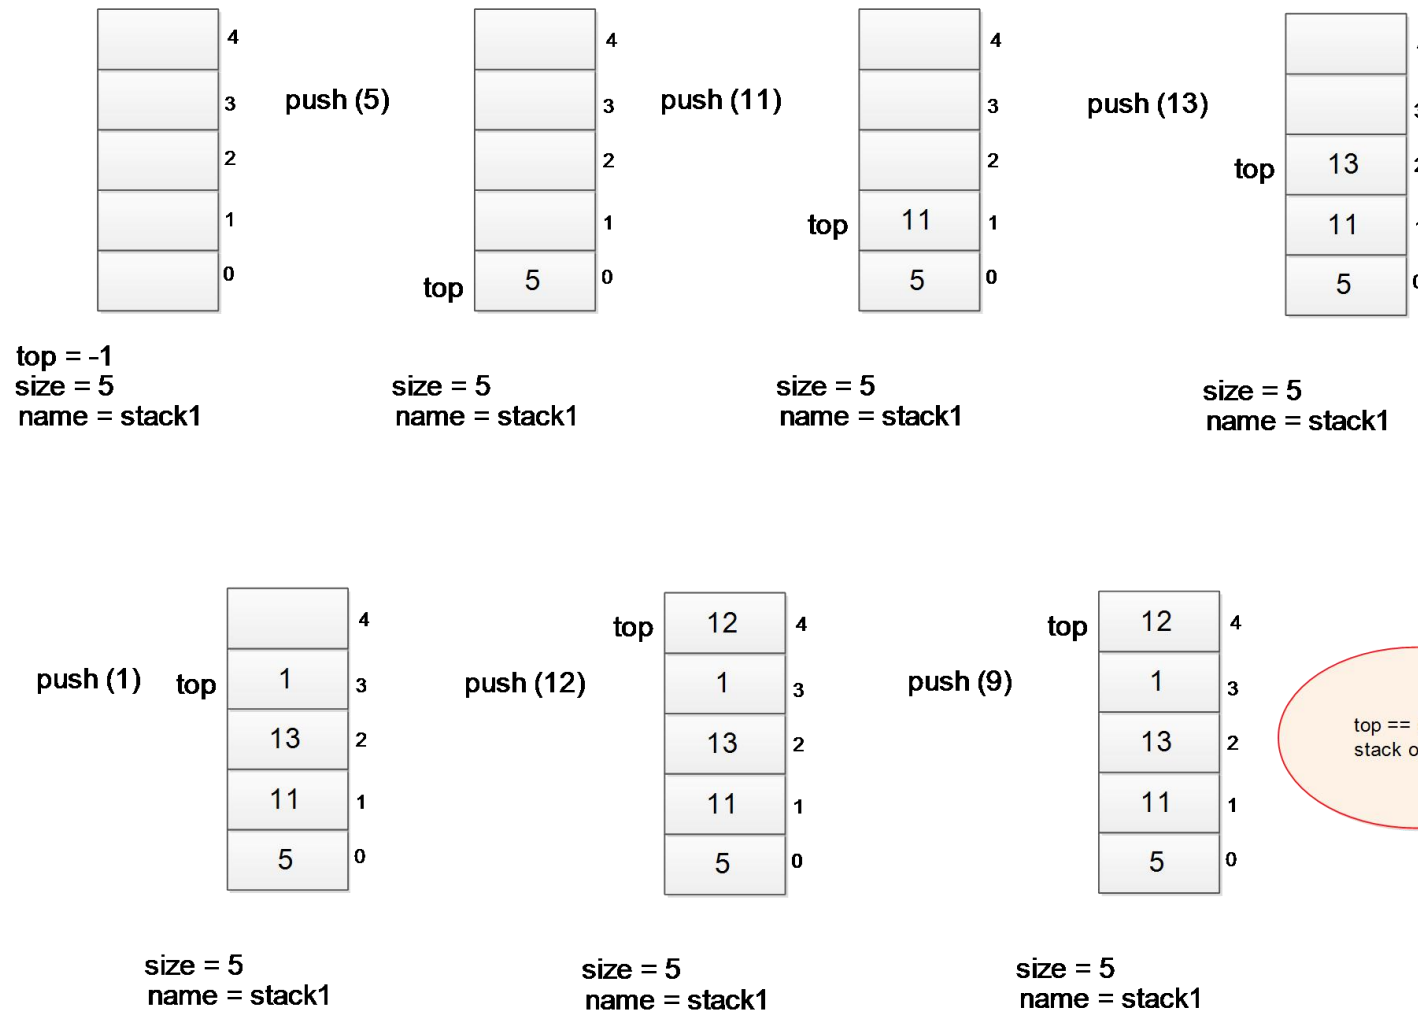 4
3
2
1
0
top = -1
size = 5
name = stack1
push (5)
4
3
2
1
top 5 0
size = 5
name = stack1
push (11)
4
3
2
top 11 1
5 0
size = 5
name = stack1
push (13)
top 13
11
5
size = 5
name = stack1
push (1)
4
top 1 3
13 2
11 1
5 0
size = 5
name = stack1
push (12)
top 12 4
1 3
13 2
11 1
5 0
size = 5
name = stack1
push (9)
top 12 4
1 3
13 2
11 1
5 0
size = 5
name = stack1
top ==
stack